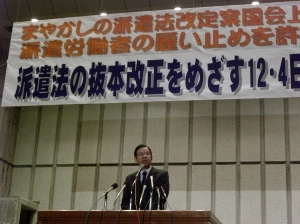 まやかしの派遣法改定案国会上
派遣労働者の雇い止めを許
派遣法の抜本改正をめざす12・4日